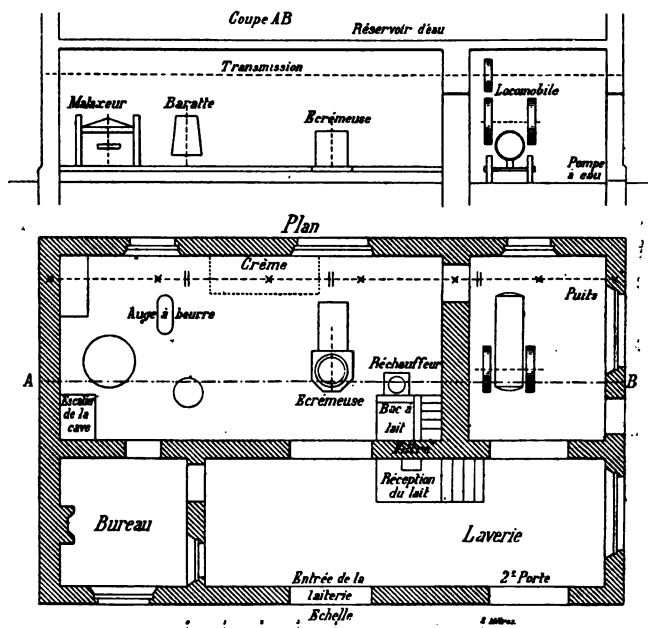 Coupe AB
Réservoir d'eau
Transmission
Malaxeur
Baratte
Ecrémeuse
Locomobile
Pompe
à eau
Plan
Crême
Auge à beurre
Puits
Réchauffeur
A
B
Escalier
de la
cave
Ecrémeuse
Bac à
lait
Filtre
Réception
du lait
Bureau
Laverie
Entrée de la
laiterie
2e Porte
Echelle